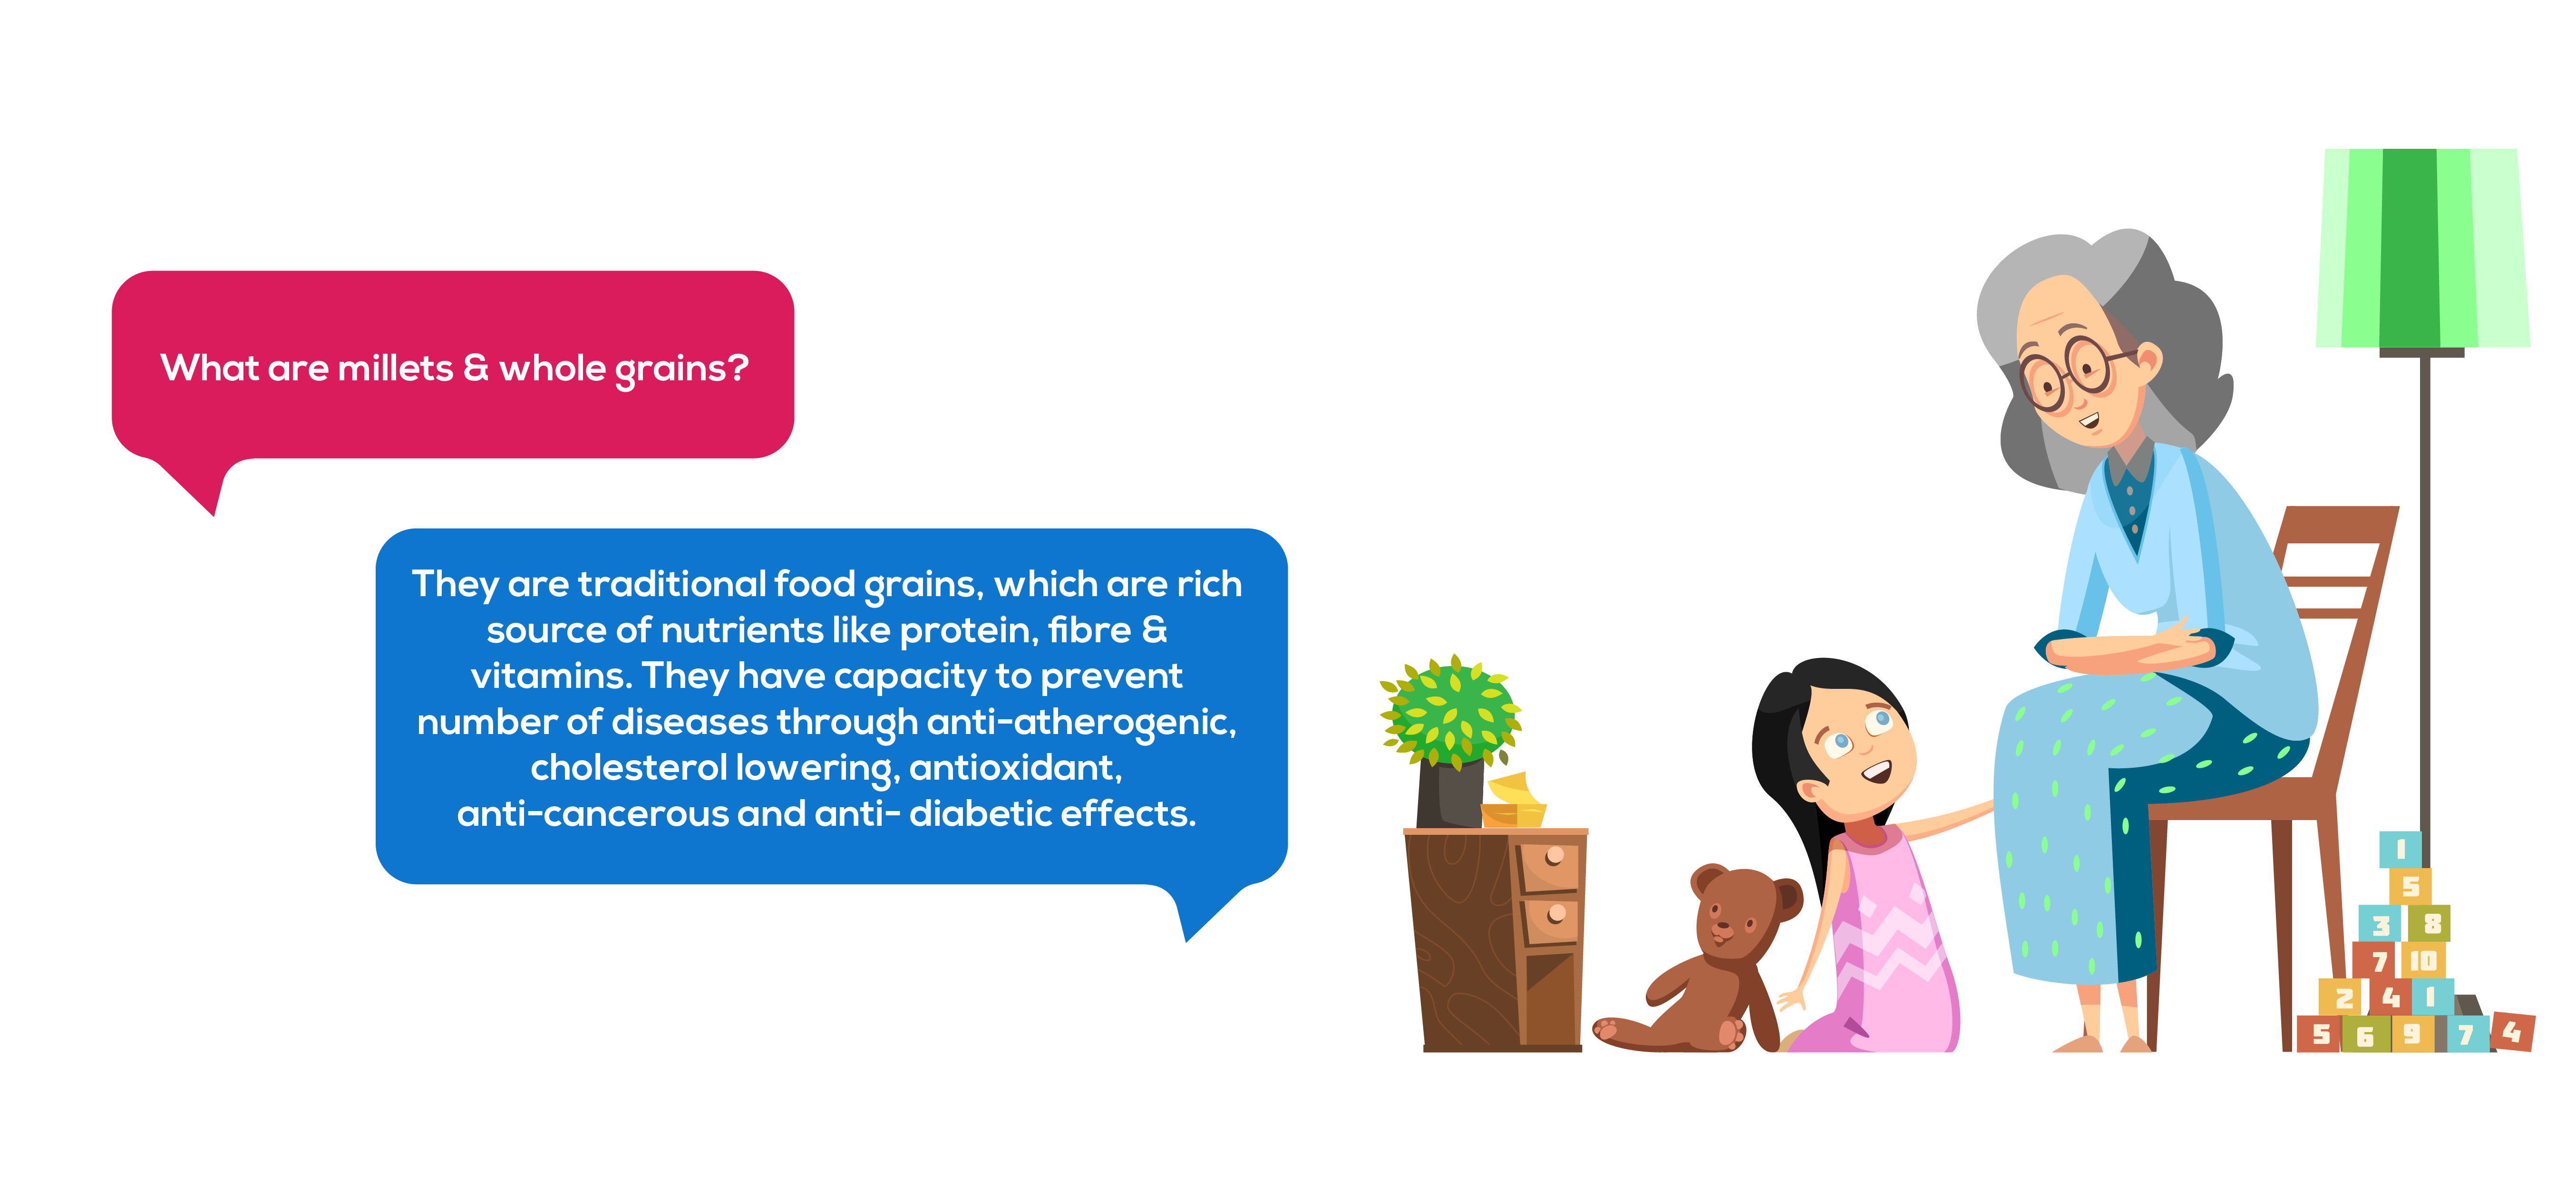 What are millets & whole grains?
They are traditional food grains, which are rich
source of nutrients like protein, fibre &
vitamins. They have capacity to prevent
number of diseases through anti-atherogenic,
cholesterol lowering, antioxidant,
anti-cancerous and anti- diabetic effects.
1
5
3 8
7 10
2 4 1
5 6 9 7 4